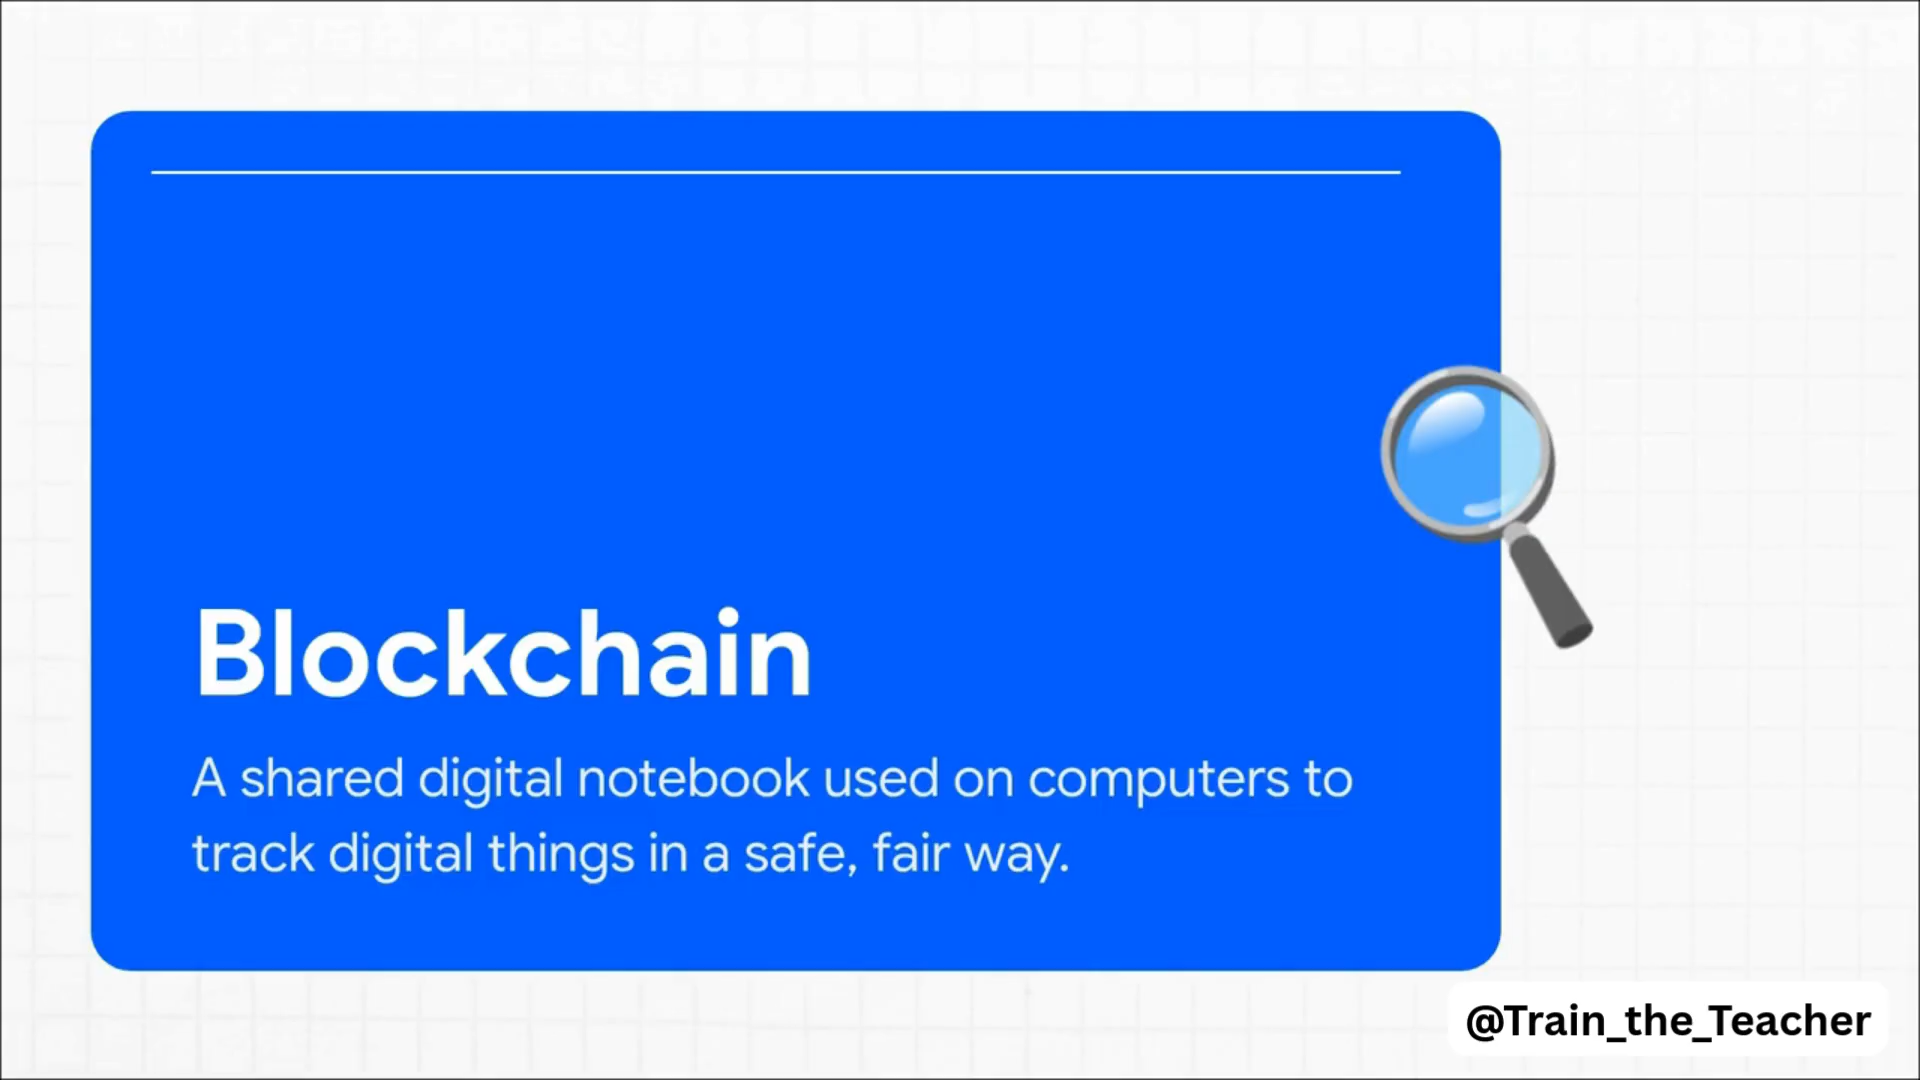 Blockchain
A shared digital notebook used on computers to
track digital things in a safe, fair way.
@Train_the_Teacher